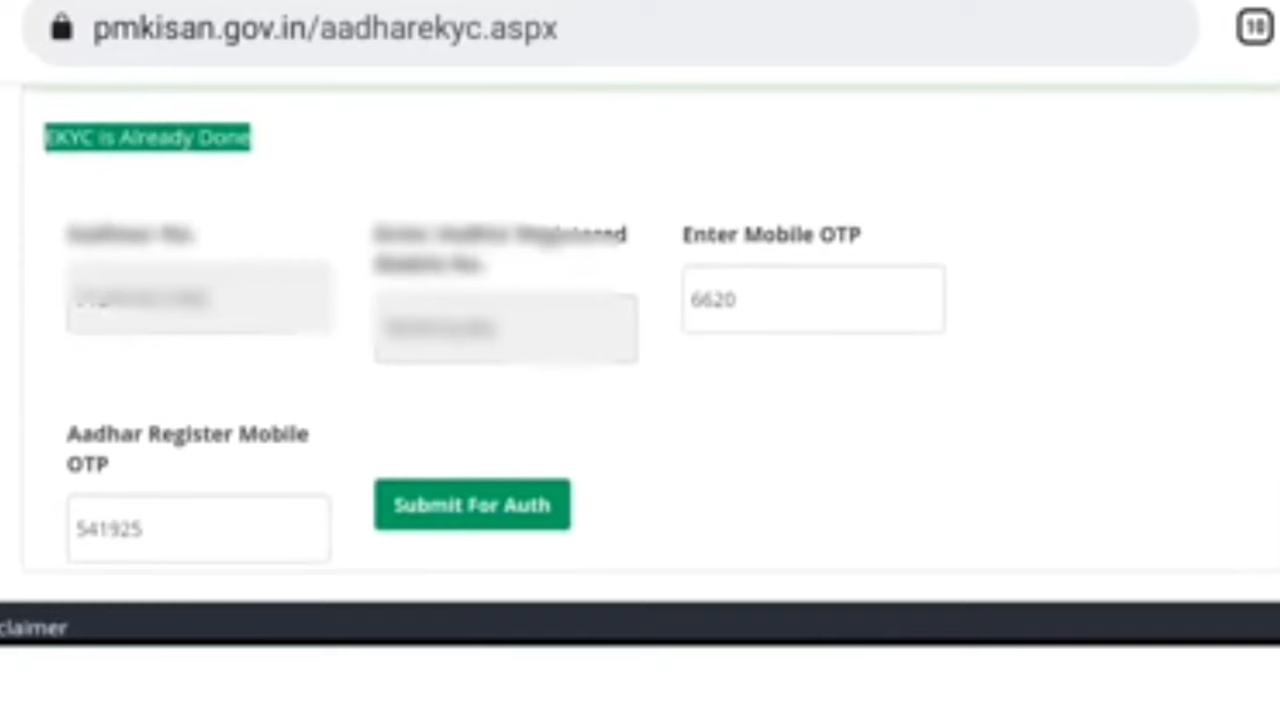 pmkisan.gov.in/aadharekyc.aspx
10
EKYC is Already Done
Enter Mobile OTP
6620
Aadhar Register Mobile
OTP
541925
Submit For Auth
claimer